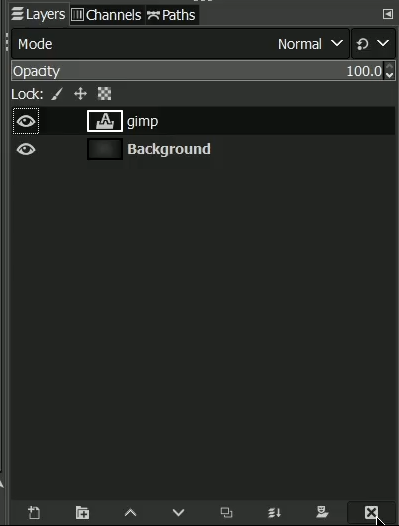 Layers Channels Paths
Mode Normal
Opacity 100.0
Lock:
gimp
Background